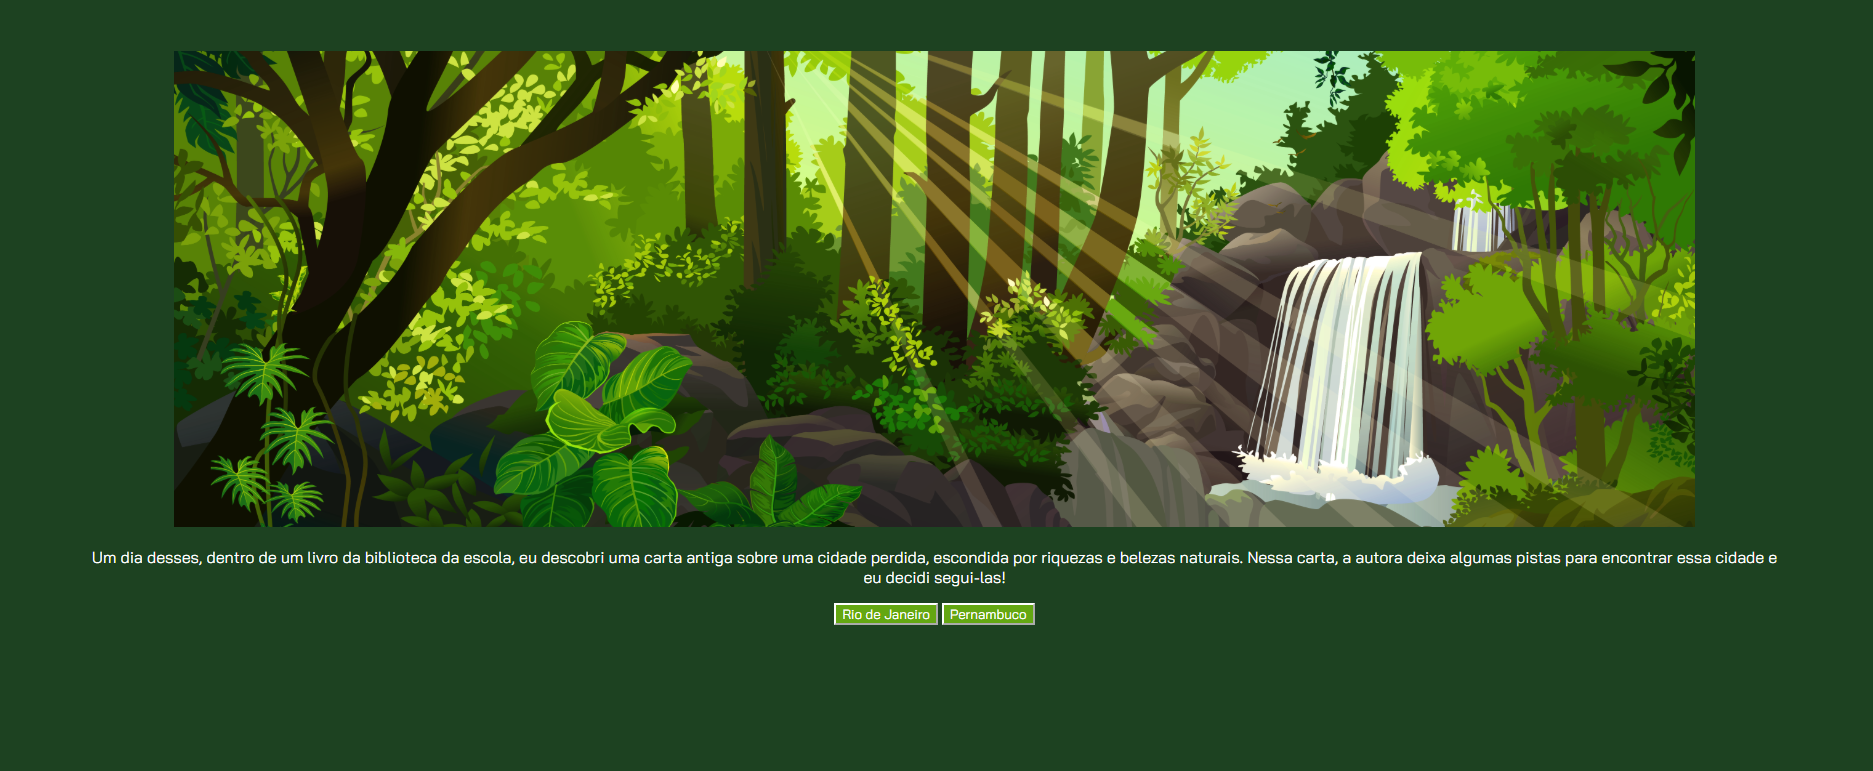 Um dia desses, dentro de um livro da biblioteca da escola, eu descobri uma carta antiga sobre uma cidade perdida, escondida por riquezas e belezas naturais. Nessa carta, a autora deixa algumas pistas para encontrar essa cidade e
eu decidi segui-las!
Rio de Janeiro Pernambuco